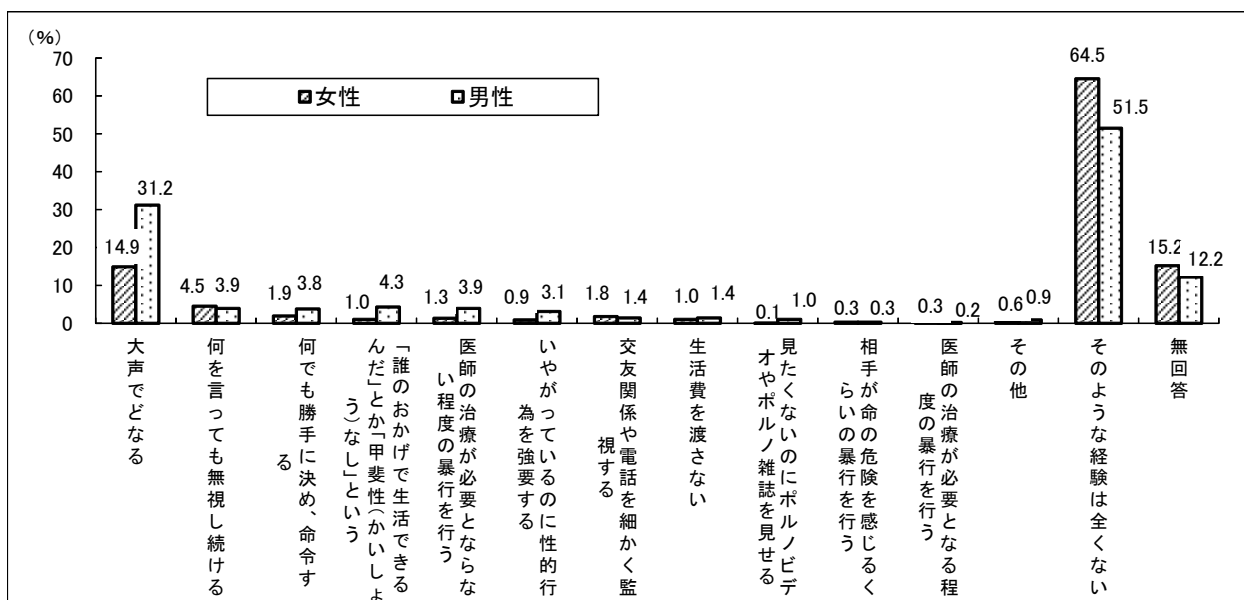 (%)
70
60
50
40
30
20
10
0
女性 男性
14.9 31.2
4.5 3.9
1.9 3.8
1.0 4.3
1.3 3.9
0.9 3.1
1.8 1.4
1.0 1.4
0.1 1.0
0.3 0.3
0.3 0.2
0.6 0.9
64.5 51.5
15.2 12.2
大声でどなる
何を言っても無視し続ける
何でも勝手に決め、命令す
る
「誰のおかげで生活できる
んだ」とか「甲斐性(かいしょ
う)なし」という
医師の治療が必要とならな
い程度の暴行を行う
いやがっているのに性的行
為を強要する
交友関係や電話を細かく監
視する
生活費を渡さない
見たくないのにポルノビデ
オやポルノ雑誌を見せる
相手が命の危険を感じるく
らいの暴行を行う
医師の治療が必要となる程
度の暴行を行う
その他
そのような経験は全くない
無回答